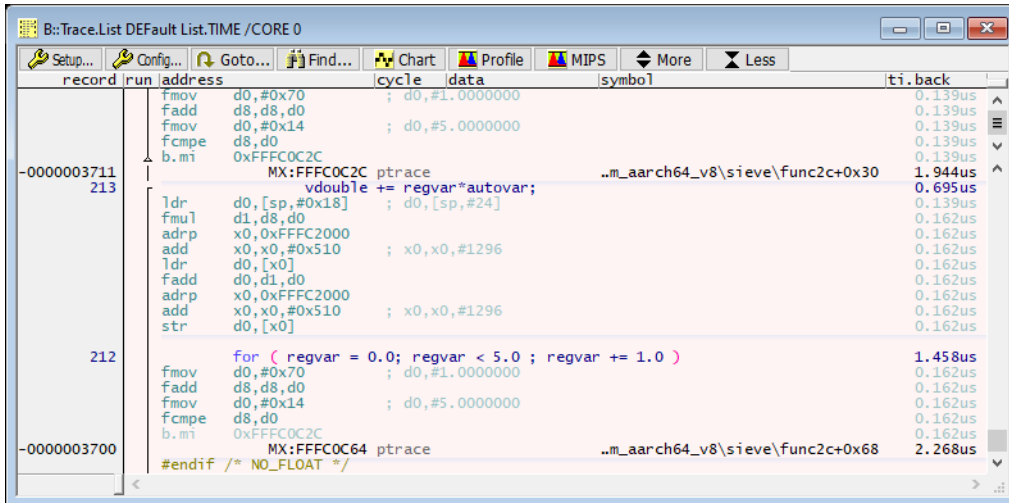 B::Trace.List DEFault List.TIME /CORE 0
Setup... Config... Goto... Find... Chart Profile MIPS More Less
record run address cycle data symbol ti.back
fmov d0,#0x70 ; d0,#1.0000000 0.139us
fadd d8,d8,d0 0.139us
fmov d0,#0x14 ; d0,#5.0000000 0.139us
fcmpe d8,d0 0.139us
b.mi 0xFFFC0C2C 0.139us
-0000003711 MX:FFFC0C2C ptrace ..m_aarch64_v8\sieve\func2c+0x30 1.944us
213 vdouble += regvar*autovar; 0.695us
ldr d0,[sp,#0x18] ; d0,[sp,#24] 0.139us
fmul d1,d8,d0 0.162us
adrp x0,0xFFFC2000 0.162us
add x0,x0,#0x510 ; x0,x0,#1296 0.162us
ldr d0,[x0] 0.162us
fadd d0,d1,d0 0.162us
adrp x0,0xFFFC2000 0.162us
add x0,x0,#0x510 ; x0,x0,#1296 0.162us
str d0,[x0] 0.162us
212 for ( regvar = 0.0; regvar < 5.0 ; regvar += 1.0 ) 1.458us
fmov d0,#0x70 ; d0,#1.0000000 0.162us
fadd d8,d8,d0 0.162us
fmov d0,#0x14 ; d0,#5.0000000 0.162us
fcmpe d8,d0 0.162us
b.mi 0xFFFC0C2C 0.162us
-0000003700 MX:FFFC0C64 ptrace ..m_aarch64_v8\sieve\func2c+0x68 2.268us
#endif /* NO_FLOAT */